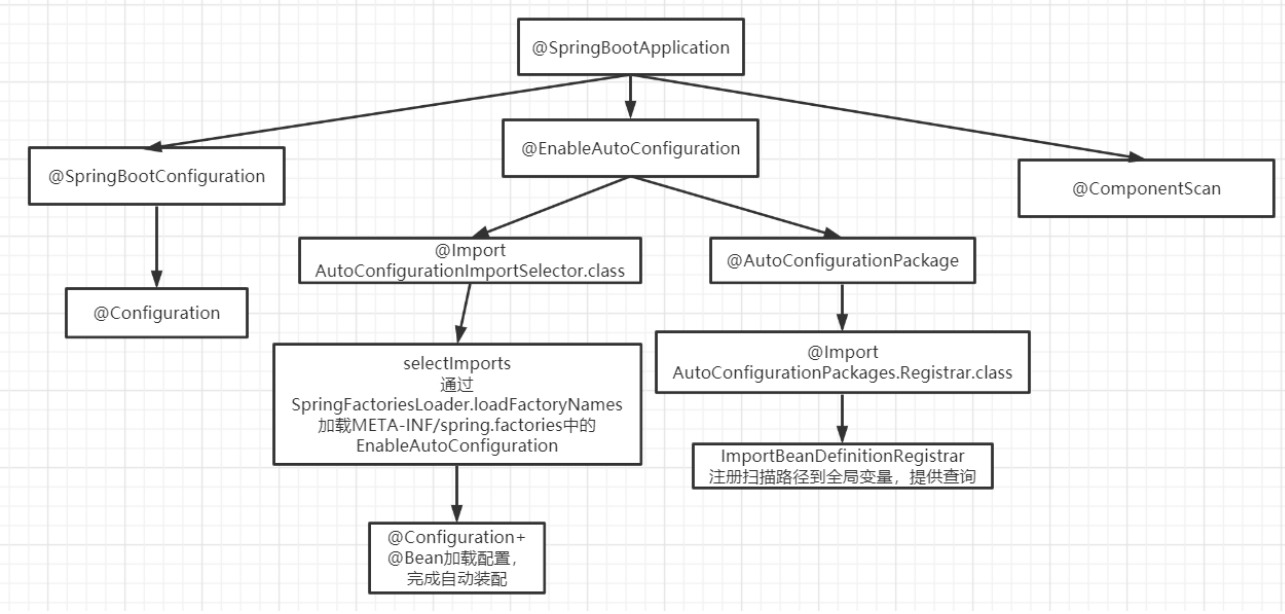 @SpringBootApplication
@EnableAutoConfiguration
@SpringBootConfiguration
@ComponentScan
@Import
AutoConfigurationImportSelector.class
@AutoConfigurationPackage
@Configuration
selectImports
通过
SpringFactoriesLoader.loadFactoryNames
加载META-INF/spring.factories中的
EnableAutoConfiguration
@Import
AutoConfigurationPackages.Registrar.class
ImportBeanDefinitionRegistrar
注册扫描路径到全局变量，提供查询
@Configuration+
@Bean加载配置，
完成自动装配